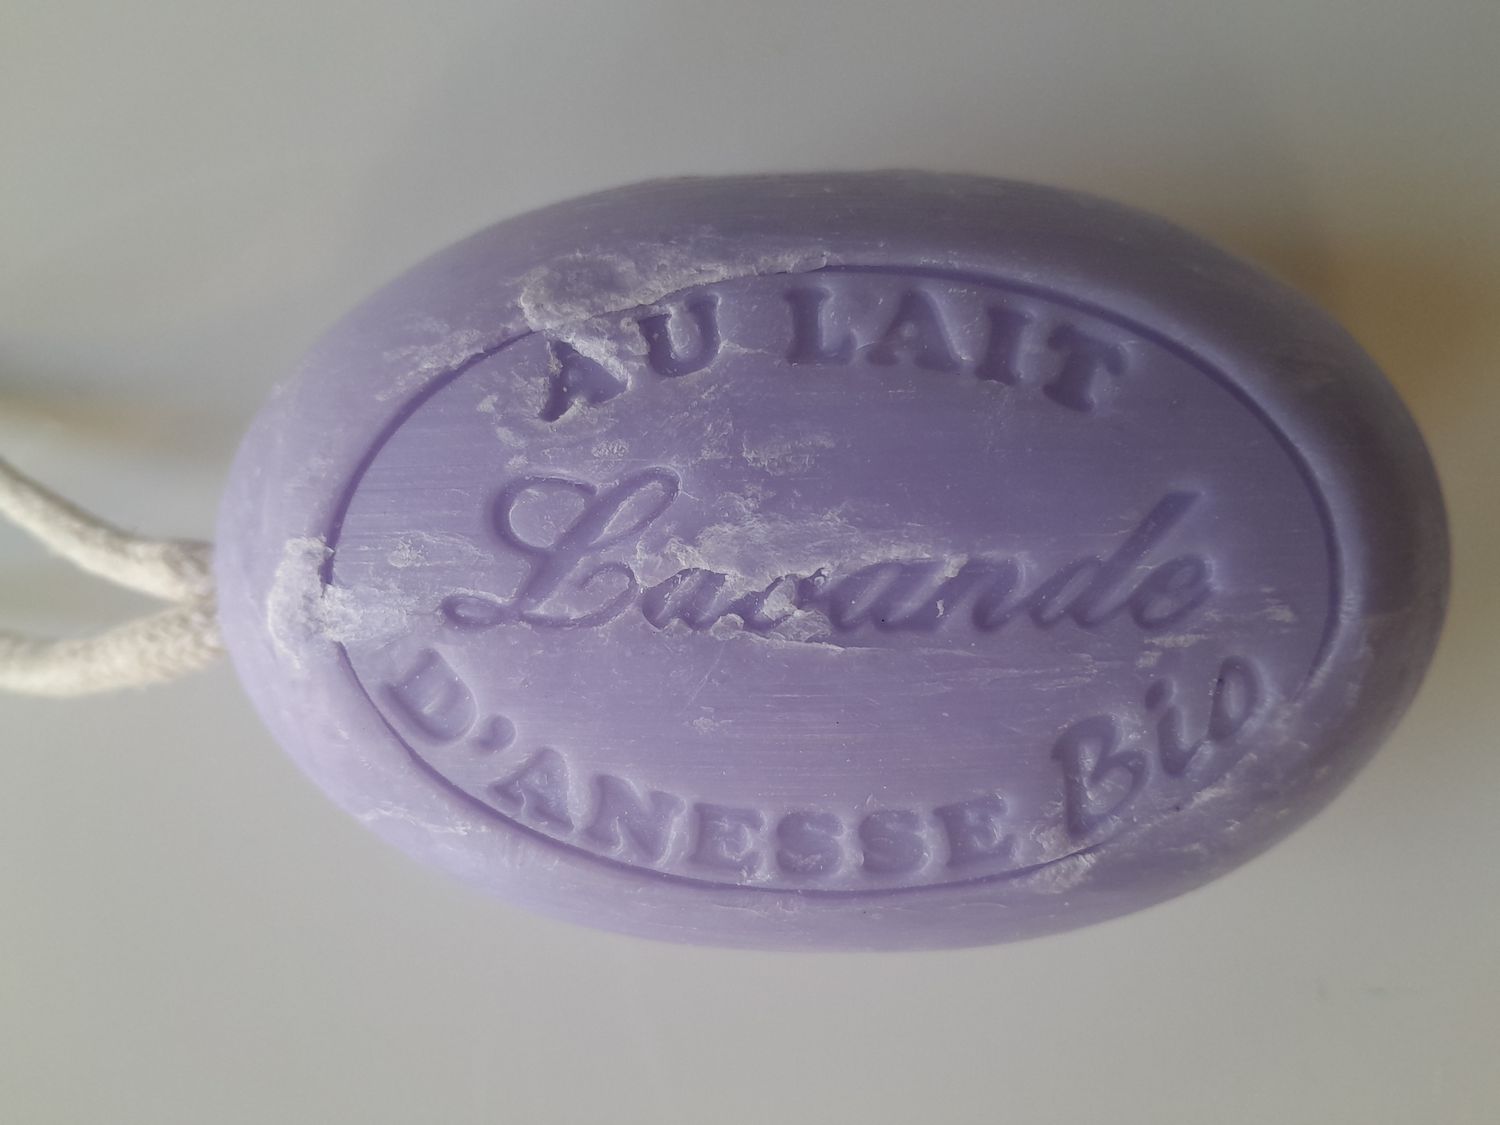 AU LAIT
Lavande
D'ANESSE Bio